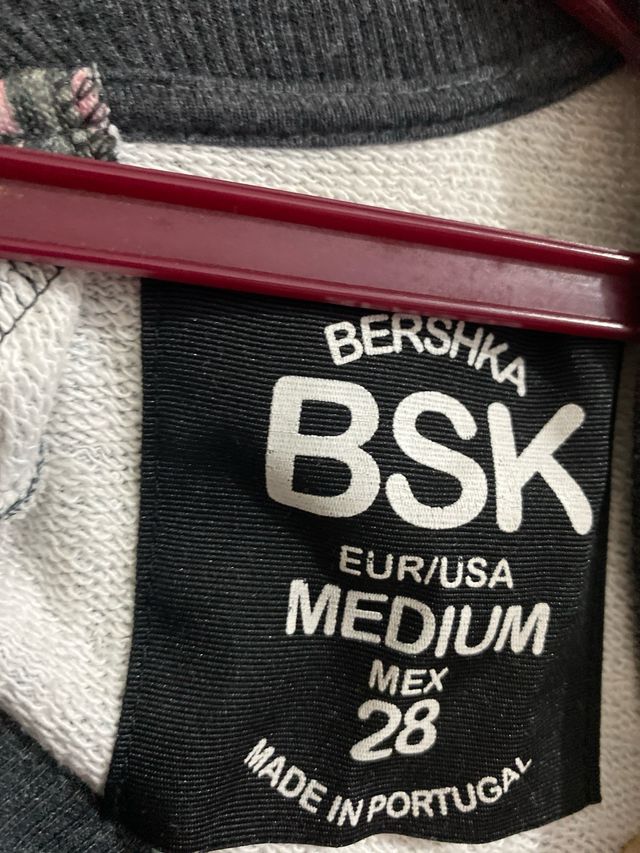 BERSHKA
BSK
EUR/USA
MEDIUM
MEX
28
MADE IN PORTUGAL